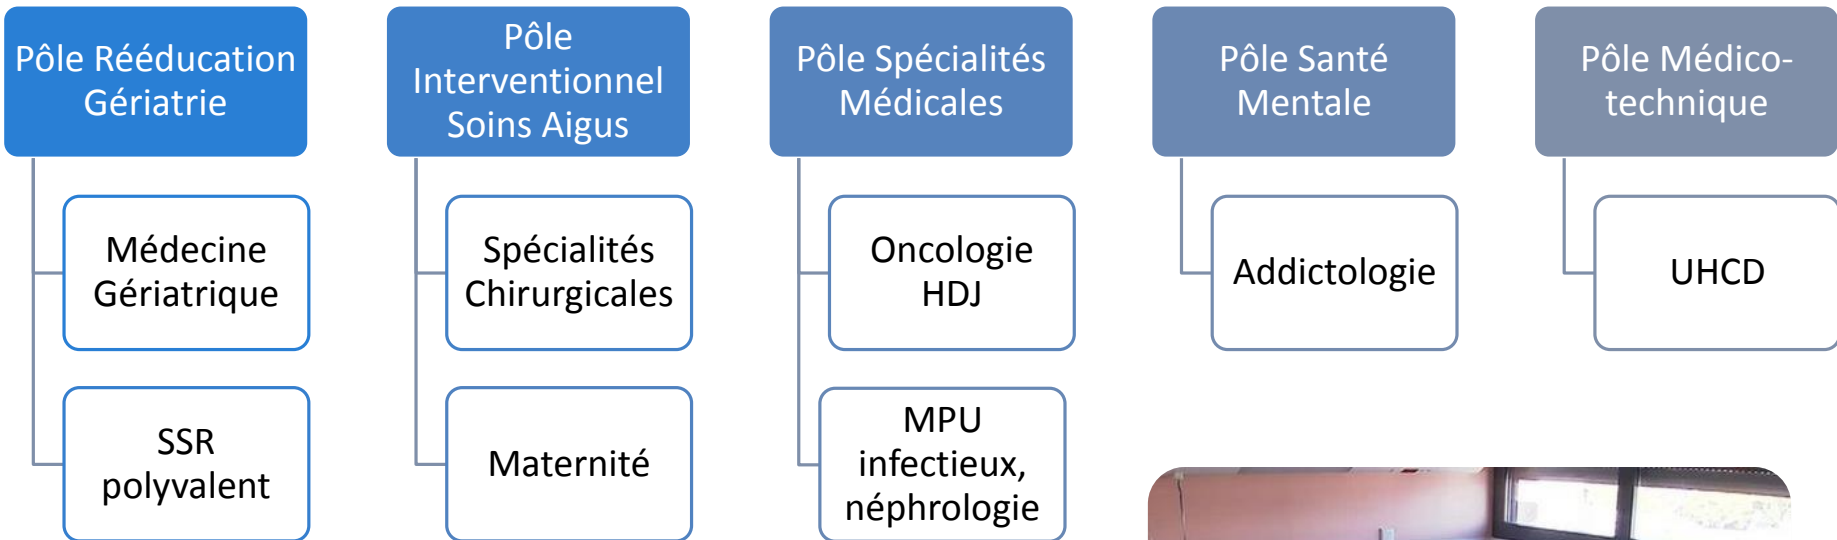 Pôle Rééducation
Gériatrie
Médecine
Gériatrique
SSR
polyvalent
Pôle
Interventionnel
Soins Aigus
Spécialités
Chirurgicales
Maternité
Pôle Spécialités
Médicales
Oncologie
HDJ
MPU
infectieux,
néphrologie
Pôle Santé
Mentale
Addictologie
Pôle Médico-
technique
UHCD